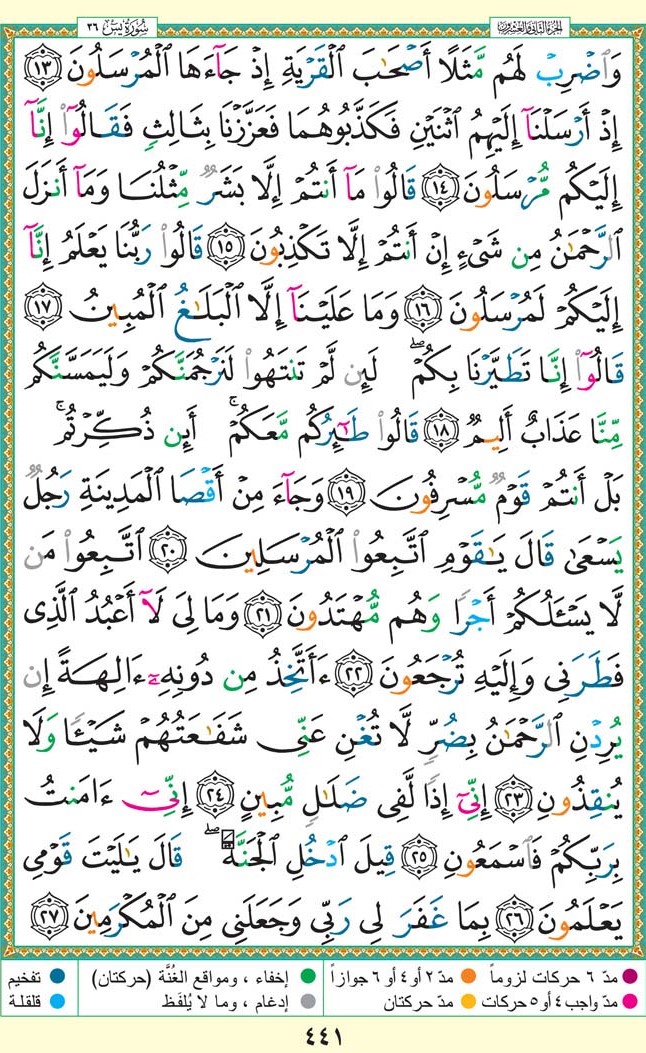 الجزء الثاني والعشرون
سورة يس ٣٦
وَٱضْرِبْ لَهُم مَّثَلًا أَصْحَٰبَ ٱلْقَرْيَةِ إِذْ جَآءَهَا ٱلْمُرْسَلُونَ ١٣
إِذْ أَرْسَلْنَآ إِلَيْهِمُ ٱثْنَيْنِ فَكَذَّبُوهُمَا فَعَزَّزْنَا بِثَالِثٍ فَقَالُوٓا۟ إِنَّآ
إِلَيْكُم مُّرْسَلُونَ ١٤ قَالُوا۟ مَآ أَنتُمْ إِلَّا بَشَرٌ مِّثْلُنَا وَمَآ أَنزَلَ
ٱلرَّحْمَٰنُ مِن شَىْءٍ إِنْ أَنتُمْ إِلَّا تَكْذِبُونَ ١٥ قَالُوا۟ رَبُّنَا يَعْلَمُ إِنَّآ
إِلَيْكُمْ لَمُرْسَلُونَ ١٦ وَمَا عَلَيْنَآ إِلَّا ٱلْبَلَٰغُ ٱلْمُبِينُ ١٧
قَالُوٓا۟ إِنَّا تَطَيَّرْنَا بِكُمْ ۖ لَئِن لَّمْ تَنتَهُوا۟ لَنَرْجُمَنَّكُمْ وَلَيَمَسَّنَّكُم
مِّنَّا عَذَابٌ أَلِيمٌ ١٨ قَالُوا۟ طَٰٓئِرُكُم مَّعَكُمْ ۚ أَئِن ذُكِّرْتُم ۚ
بَلْ أَنتُمْ قَوْمٌ مُّسْرِفُونَ ١٩ وَجَآءَ مِنْ أَقْصَا ٱلْمَدِينَةِ رَجُلٌ
يَسْعَىٰ قَالَ يَٰقَوْمِ ٱتَّبِعُوا۟ ٱلْمُرْسَلِينَ ٢٠ ٱتَّبِعُوا۟ مَن
لَّا يَسْـَٔلُكُمْ أَجْرًا وَهُم مُّهْتَدُونَ ٢١ وَمَا لِىَ لَآ أَعْبُدُ ٱلَّذِى
فَطَرَنِى وَإِلَيْهِ تُرْجَعُونَ ٢٢ ءَأَتَّخِذُ مِن دُونِهِۦٓ ءَالِهَةً إِن
يُرِدْنِ ٱلرَّحْمَٰنُ بِضُرٍّ لَّا تُغْنِ عَنِّى شَفَٰعَتُهُمْ شَيْـًٔا وَلَا
يُنقِذُونِ ٢٣ إِنِّىٓ إِذًا لَّفِى ضَلَٰلٍ مُّبِينٍ ٢٤ إِنِّىٓ ءَامَنتُ
بِرَبِّكُمْ فَٱسْمَعُونِ ٢٥ قِيلَ ٱدْخُلِ ٱلْجَنَّةَ ۖ قَالَ يَٰلَيْتَ قَوْمِى
يَعْلَمُونَ ٢٦ بِمَا غَفَرَ لِى رَبِّى وَجَعَلَنِى مِنَ ٱلْمُكْرَمِينَ ٢٧
مدّ ٦ حركات لزوماً مدّ ٢ أو ٤ أو ٦ جوازاً إخفاء ، ومواقع الغُنَّة (حركتان) تفخيم
مدّ واجب ٤ أو ٥ حركات مدّ حركتان إدغام ، وما لا يُلفَظ قلقلة
٤٤١